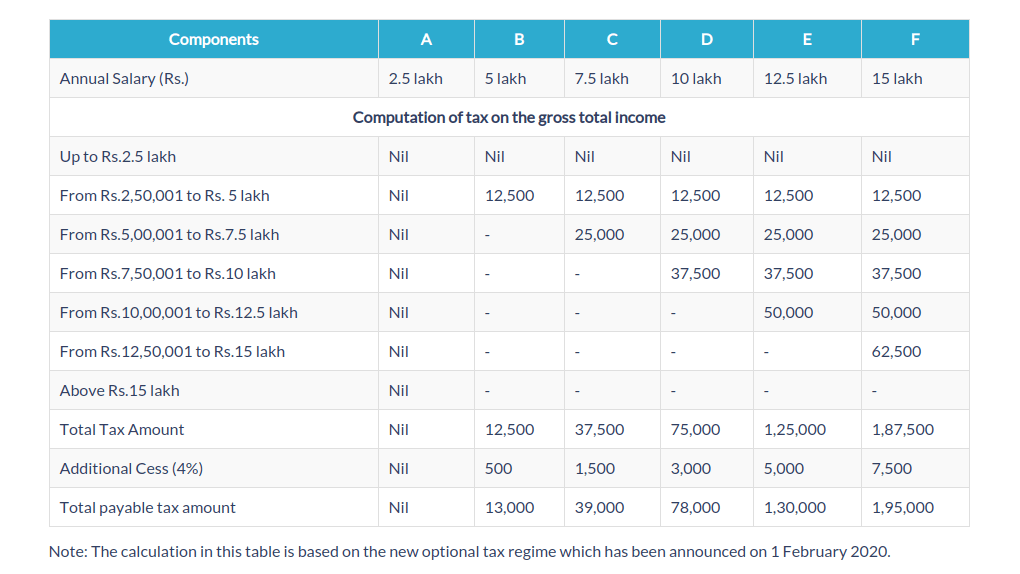 Components A B C D E F
Annual Salary (Rs.) 2.5 lakh 5 lakh 7.5 lakh 10 lakh 12.5 lakh 15 lakh
Computation of tax on the gross total income
Up to Rs.2.5 lakh Nil Nil Nil Nil Nil Nil
From Rs.2,50,001 to Rs. 5 lakh Nil 12,500 12,500 12,500 12,500 12,500
From Rs.5,00,001 to Rs.7.5 lakh Nil - 25,000 25,000 25,000 25,000
From Rs.7,50,001 to Rs.10 lakh Nil - - 37,500 37,500 37,500
From Rs.10,00,001 to Rs.12.5 lakh Nil - - - 50,000 50,000
From Rs.12,50,001 to Rs.15 lakh Nil - - - - 62,500
Above Rs.15 lakh Nil - - - - -
Total Tax Amount Nil 12,500 37,500 75,000 1,25,000 1,87,500
Additional Cess (4%) Nil 500 1,500 3,000 5,000 7,500
Total payable tax amount Nil 13,000 39,000 78,000 1,30,000 1,95,000
Note: The calculation in this table is based on the new optional tax regime which has been announced on 1 February 2020.